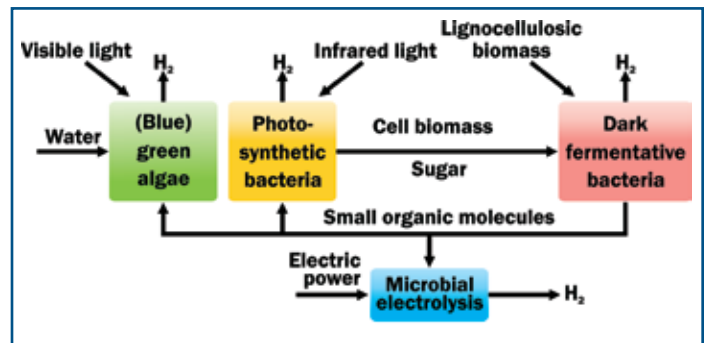 Visible light
H₂
H₂
Infrared light
Lignocellulosic
biomass
H₂
Water
(Blue)
green
algae
Photo-
synthetic
bacteria
Cell biomass
Sugar
Dark
fermentative
bacteria
Small organic molecules
Electric
power
Microbial
electrolysis
H₂